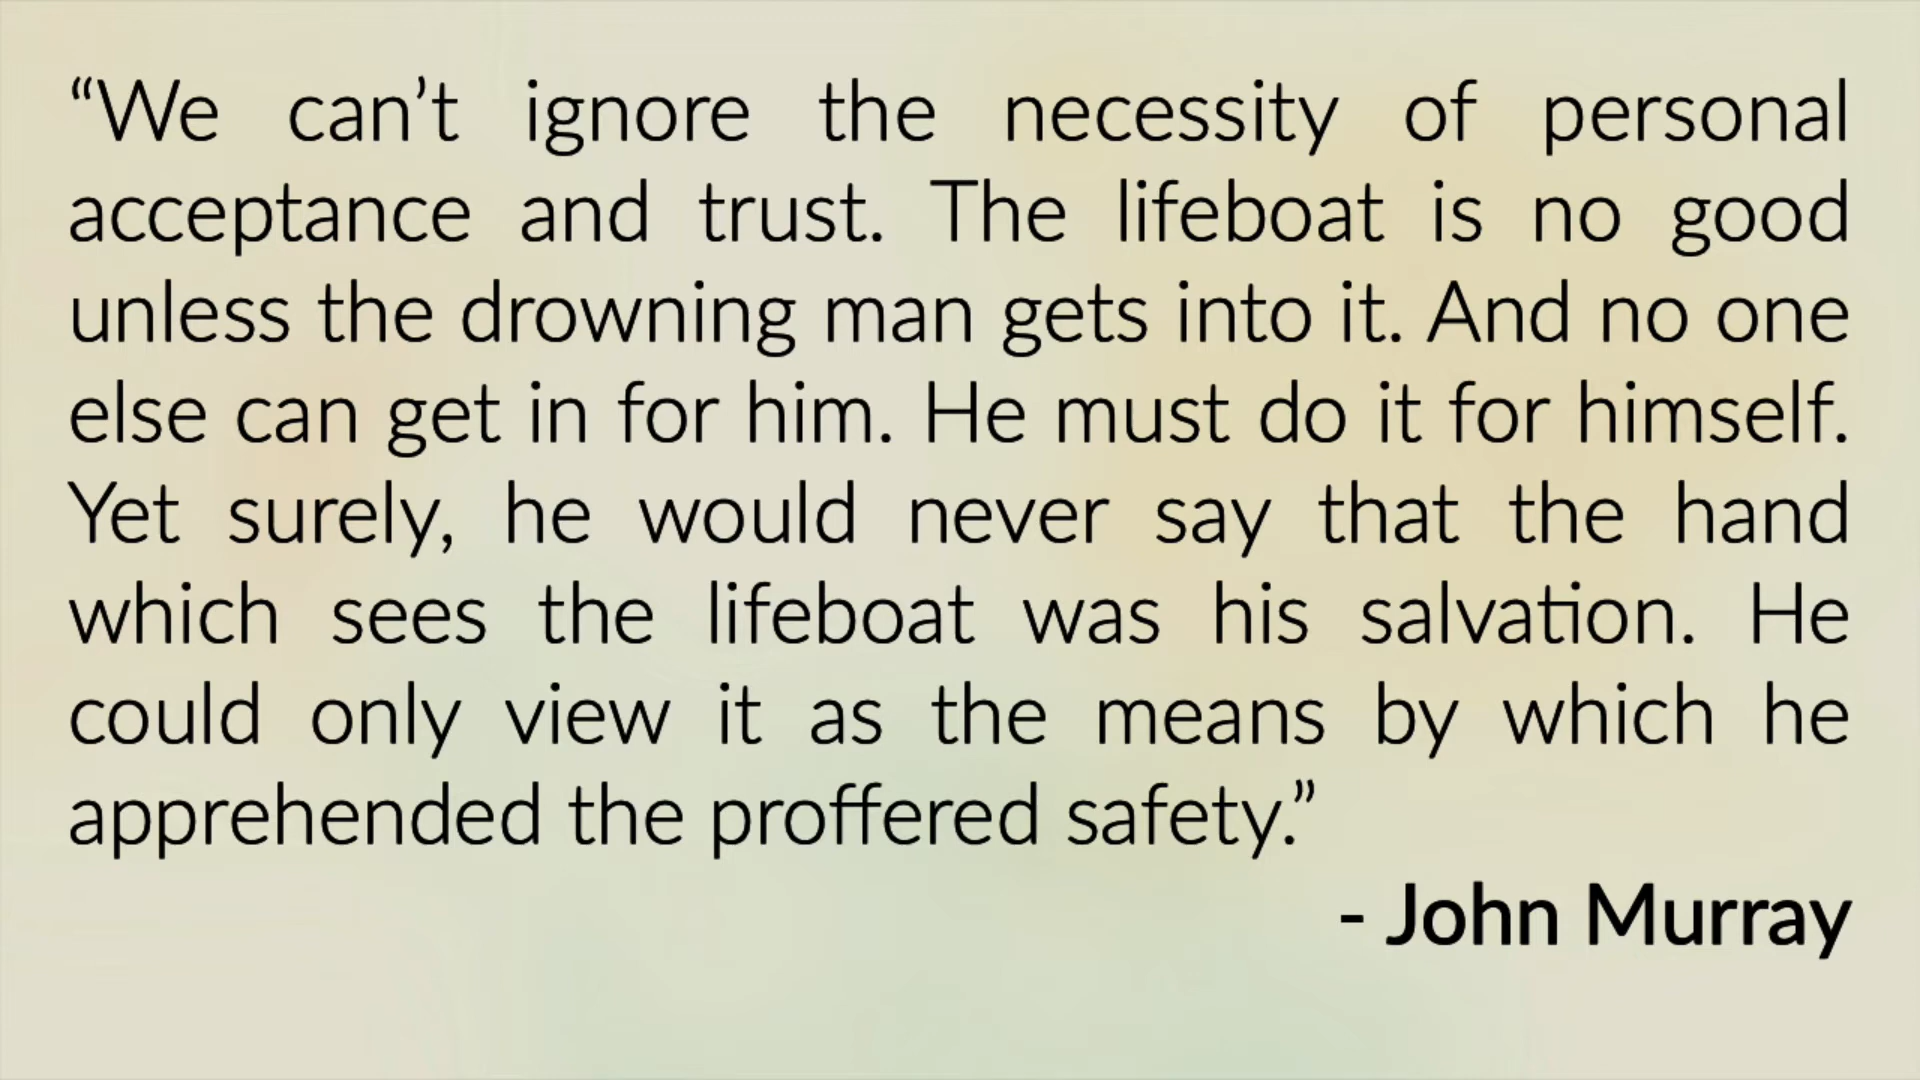 “We can’t ignore the necessity of personal
acceptance and trust. The lifeboat is no good
unless the drowning man gets into it. And no one
else can get in for him. He must do it for himself.
Yet surely, he would never say that the hand
which sees the lifeboat was his salvation. He
could only view it as the means by which he
apprehended the proffered safety.”
- John Murray